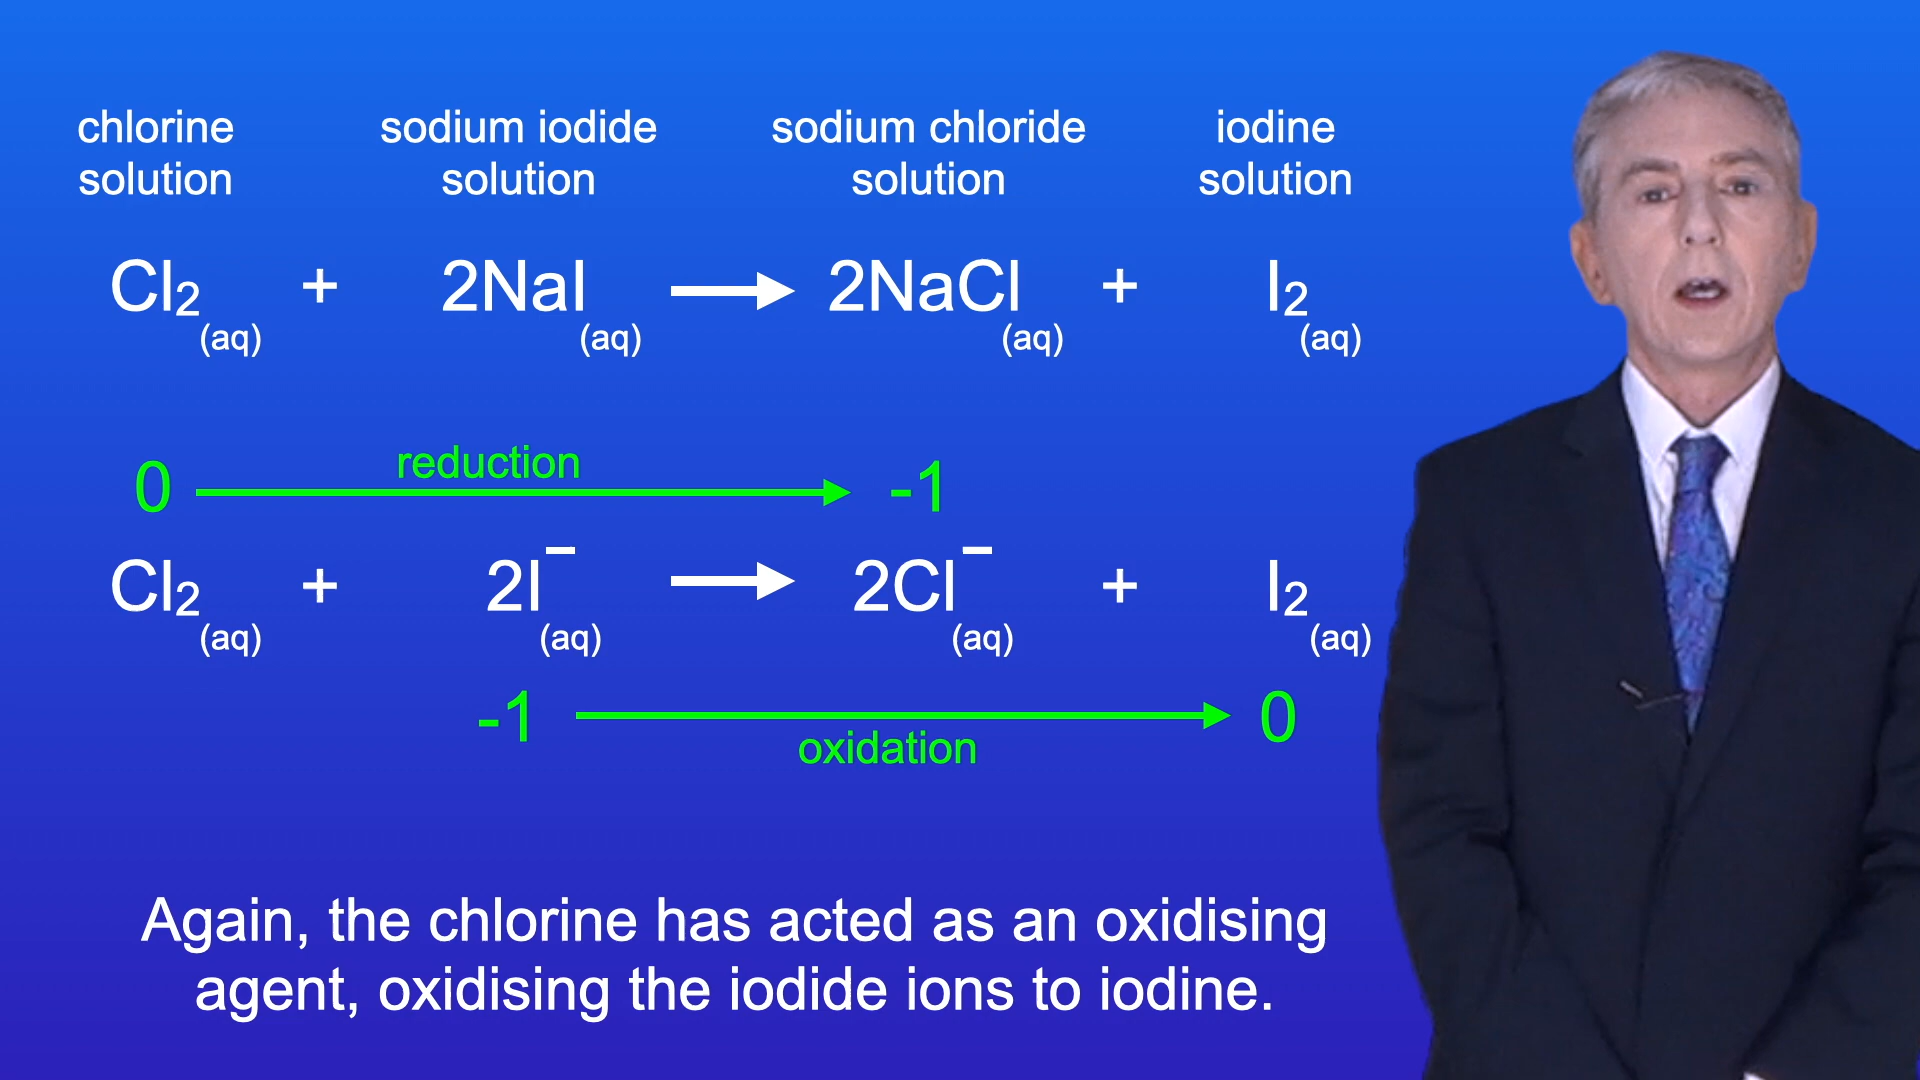 chlorine solution sodium iodide solution sodium chloride solution iodine solution
Cl₂(aq) + 2NaI(aq) → 2NaCl(aq) + I₂(aq)
0 reduction -1
Cl₂(aq) + 2I⁻(aq) → 2Cl⁻(aq) + I₂(aq)
-1 oxidation 0
Again, the chlorine has acted as an oxidising
agent, oxidising the iodide ions to iodine.